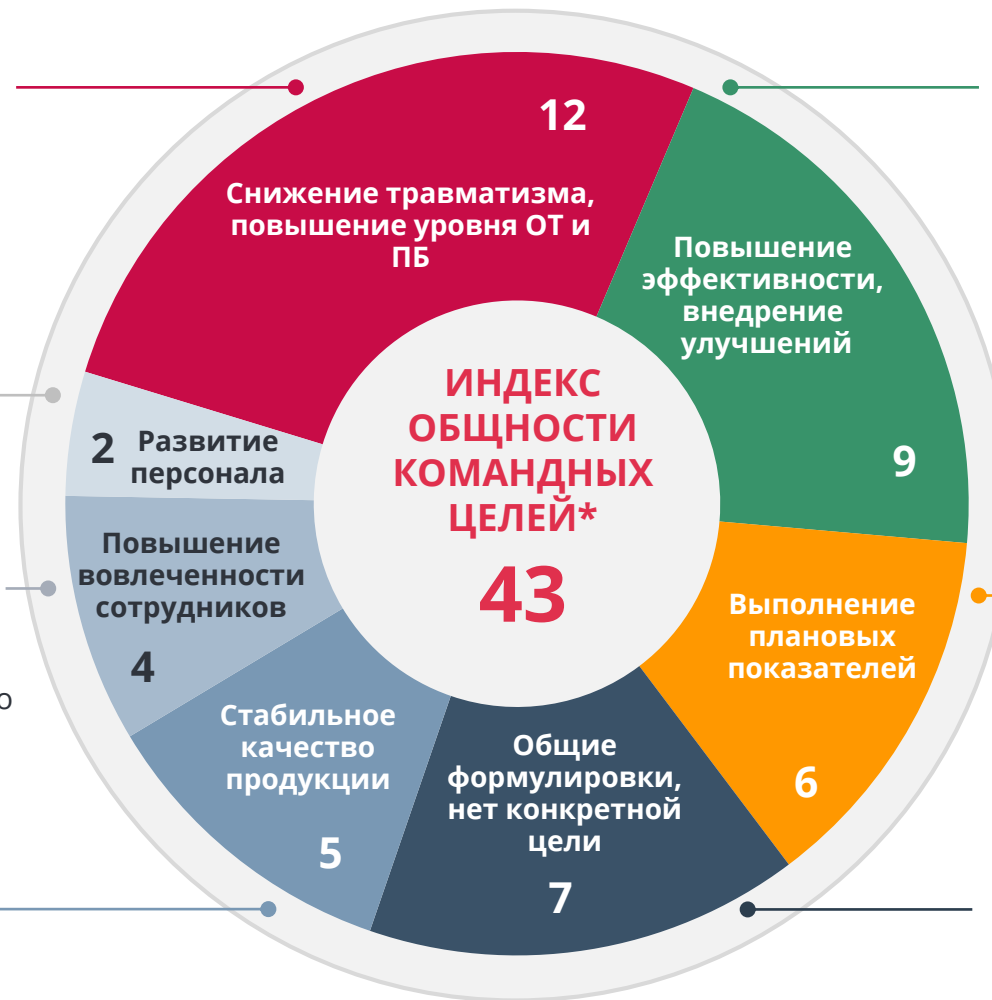 12
Снижение травматизма,
повышение уровня ОТ и
ПБ
Повышение
эффективности,
внедрение
улучшений
9
ИНДЕКС
ОБЩНОСТИ
КОМАНДНЫХ
ЦЕЛЕЙ*
43
2 Развитие
персонала
Повышение
вовлеченности
сотрудников
4
Выполнение
плановых
показателей
6
о
Стабильное
качество
продукции
5
Общие
формулировки,
нет конкретной
цели
7